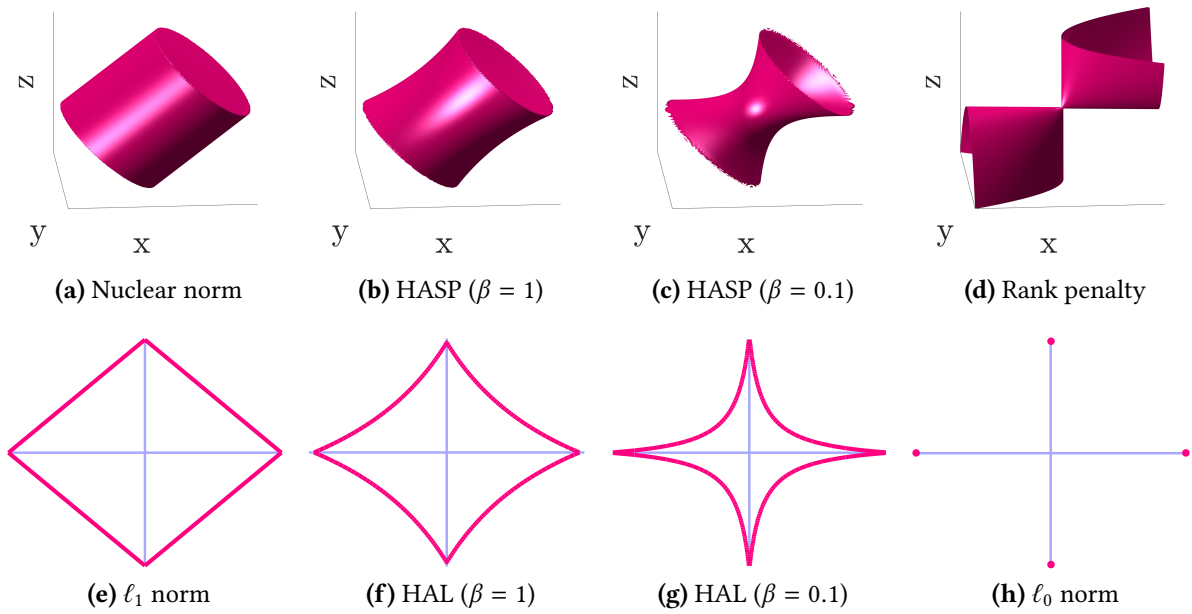 z z z z
y x y x y x y x
(a) Nuclear norm (b) HASP (β = 1) (c) HASP (β = 0.1) (d) Rank penalty
(e) ℓ₁ norm (f) HAL (β = 1) (g) HAL (β = 0.1) (h) ℓ₀ norm